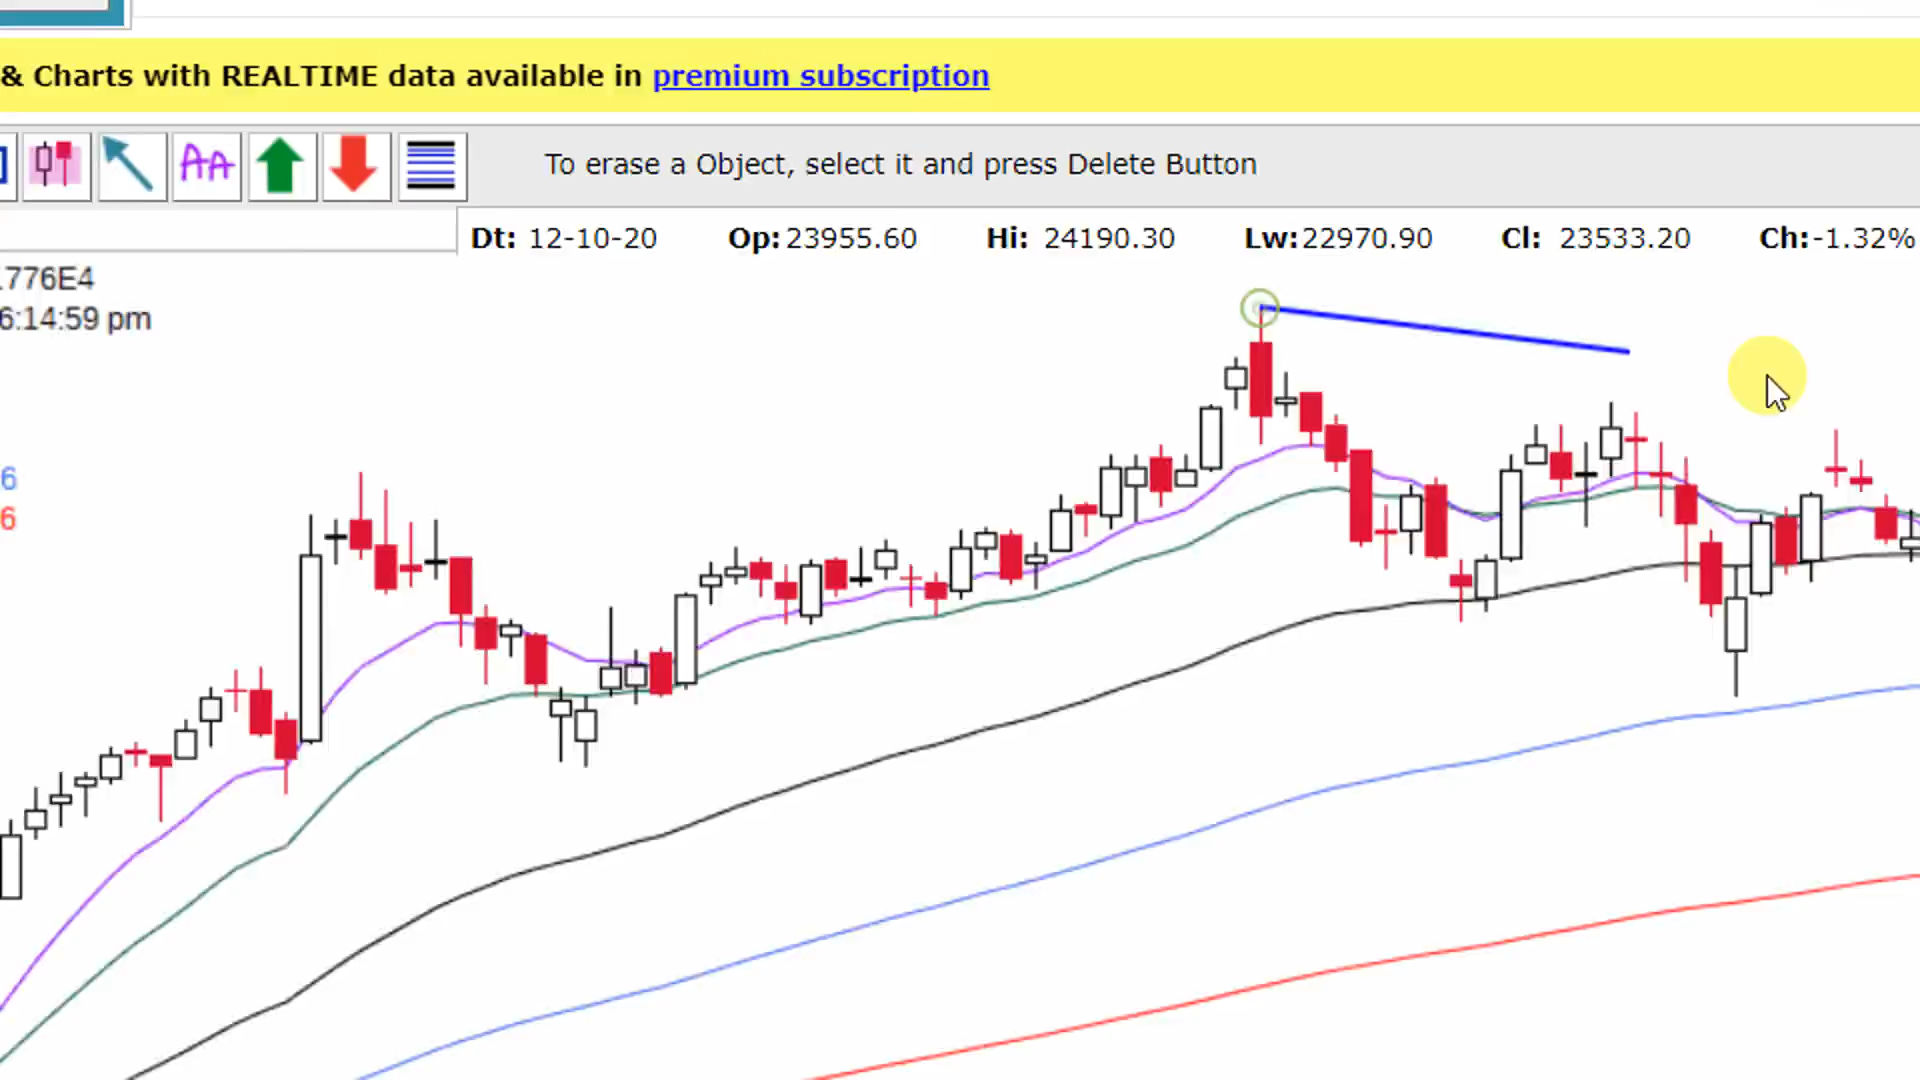 & Charts with REALTIME data available in premium subscription
AA
To erase a Object, select it and press Delete Button
Dt: 12-10-20 Op:23955.60 Hi: 24190.30 Lw:22970.90 Cl: 23533.20 Ch:-1.32%
.776E4
6:14:59 pm
6
6